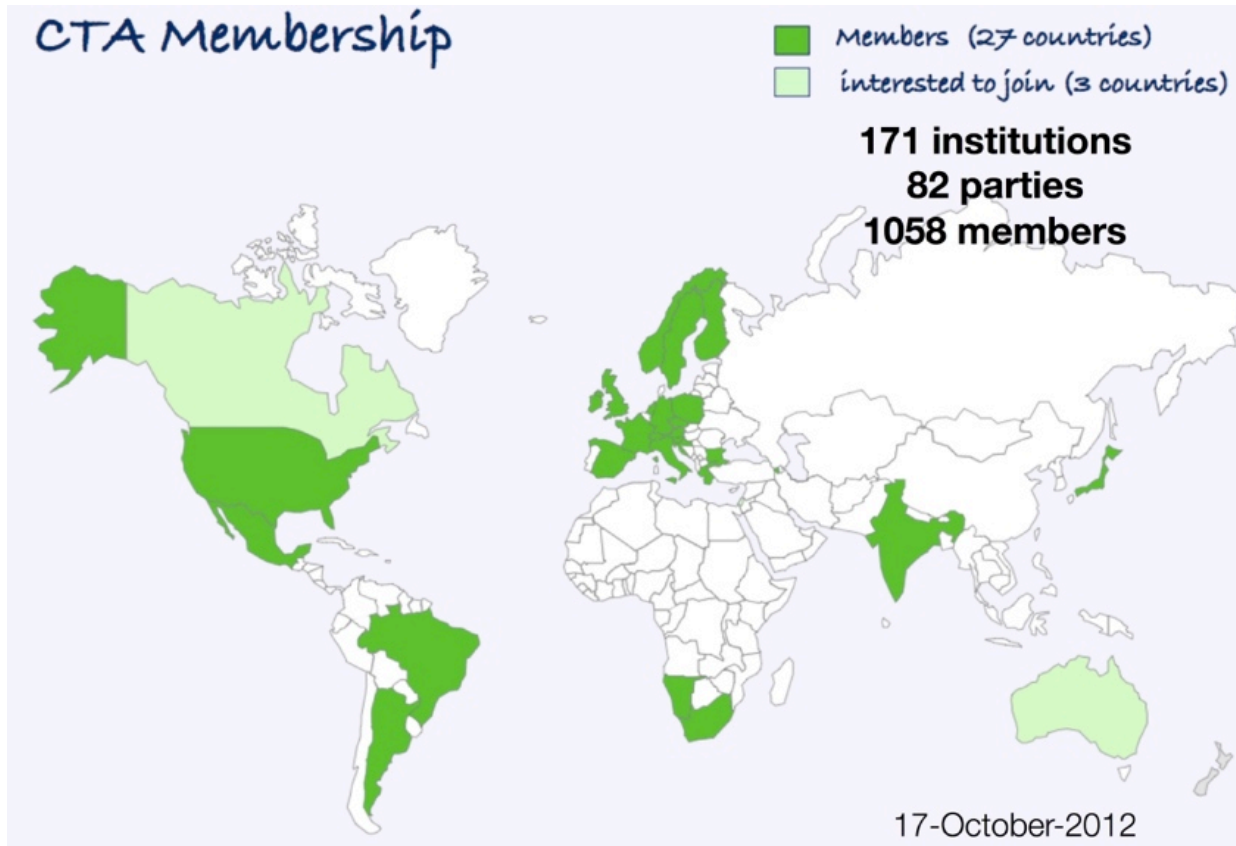 CTA Membership
Members (27 countries)
interested to join (3 countries)
171 institutions
82 parties
1058 members
17-October-2012